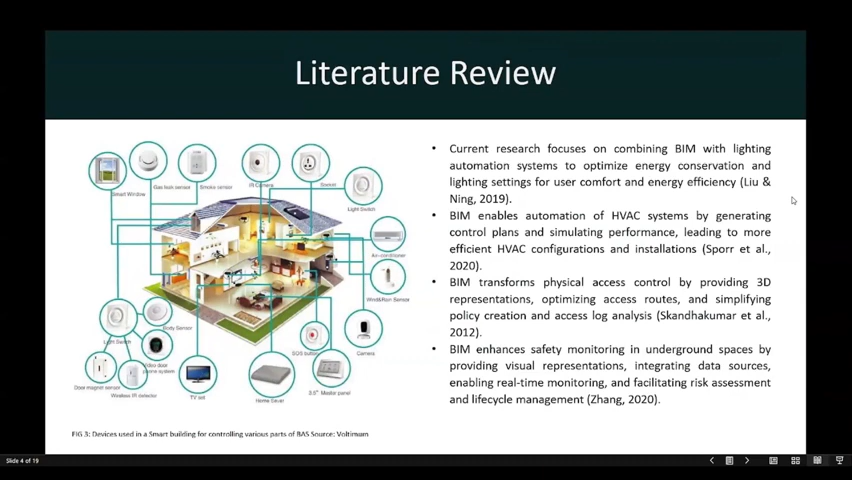 Literature Review
Smart Window
Gas leak sensor
Smoke sensor
IR Camera
Socket
Light Switch
Air-conditioner
Wind&Rain Sensor
Camera
3.5" Master panel
SOS button
Home Sever
TV set
Wireless IR detector
Door magnet sensor
Video door
phone system
Light Switch
Body Sensor
FIG 3: Devices used in a Smart building for controlling various parts of BAS Source: Voltimum
• Current research focuses on combining BIM with lighting
automation systems to optimize energy conservation and
lighting settings for user comfort and energy efficiency (Liu &
Ning, 2019).
• BIM enables automation of HVAC systems by generating
control plans and simulating performance, leading to more
efficient HVAC configurations and installations (Sporr et al.,
2020).
• BIM transforms physical access control by providing 3D
representations, optimizing access routes, and simplifying
policy creation and access log analysis (Skandhakumar et al.,
2012).
• BIM enhances safety monitoring in underground spaces by
providing visual representations, integrating data sources,
enabling real-time monitoring, and facilitating risk assessment
and lifecycle management (Zhang, 2020).
Slide 4 of 19